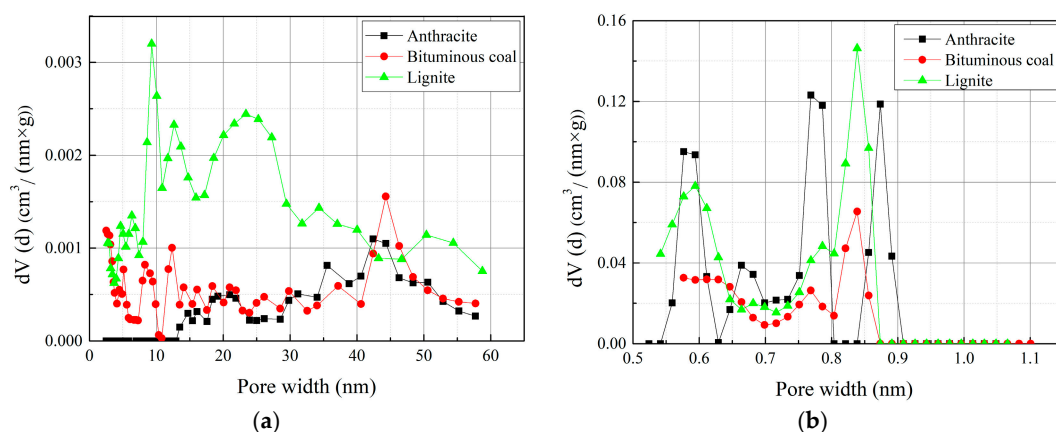 Anthracite
Bituminous coal
Lignite
dV (d) (cm³/ (nm×g))
0.003
0.002
0.001
0.000
0 10 20 30 40 50 60
Pore width (nm)
(a)
Anthracite
Bituminous coal
Lignite
dV (d) (cm³/ (nm×g))
0.16
0.12
0.08
0.04
0.00
0.5 0.6 0.7 0.8 0.9 1.0 1.1
Pore width (nm)
(b)